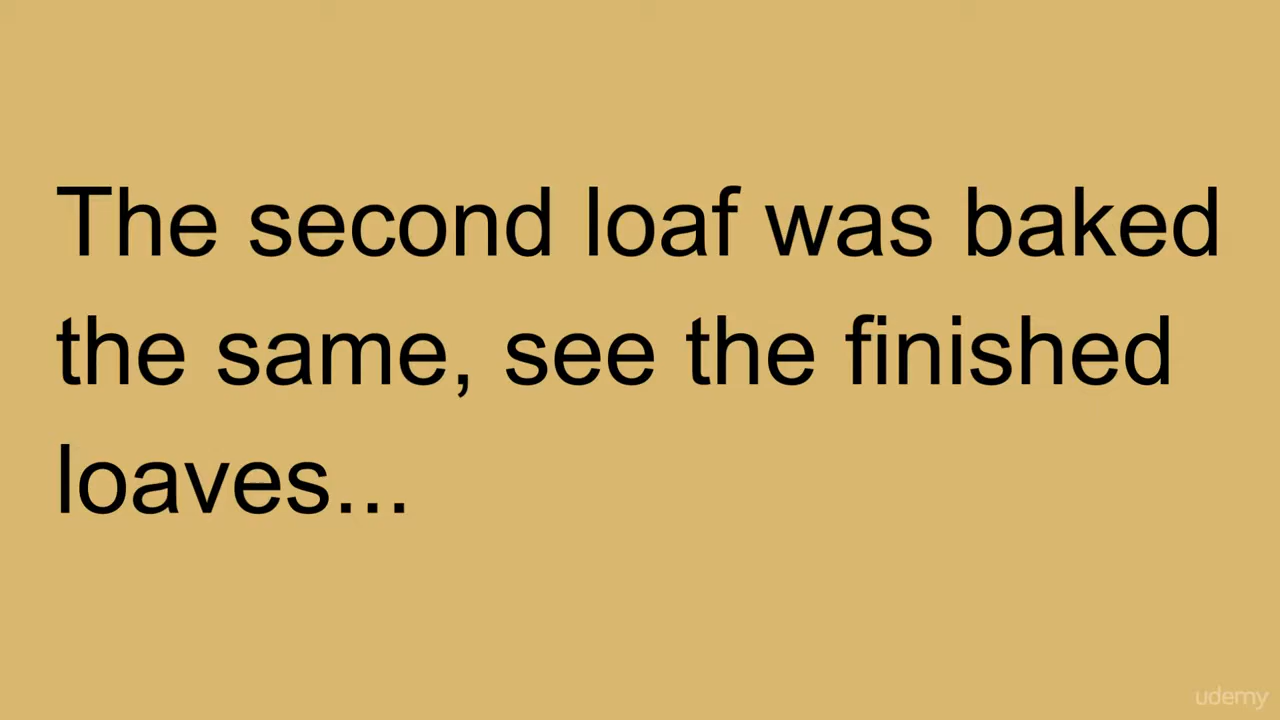 The second loaf was baked
the same, see the finished
loaves...
udemy